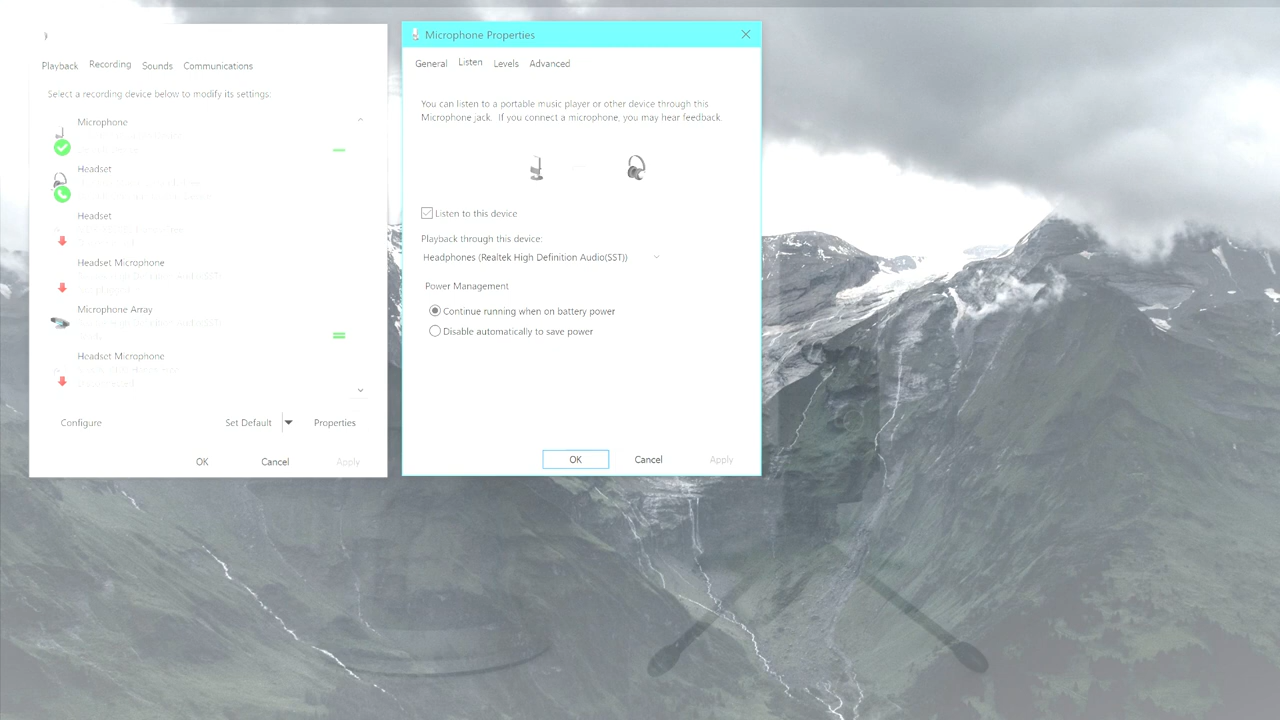 Playback Recording Sounds Communications
Select a recording device below to modify its settings:
Microphone
Headset
Headset
Headset Microphone
Microphone Array
Headset Microphone
Configure Set Default Properties
OK Cancel Apply
Microphone Properties
General Listen Levels Advanced
You can listen to a portable music player or other device through this
Microphone jack. If you connect a microphone, you may hear feedback.
Listen to this device
Playback through this device:
Headphones (Realtek High Definition Audio(SST))
Power Management
Continue running when on battery power
Disable automatically to save power
OK Cancel Apply